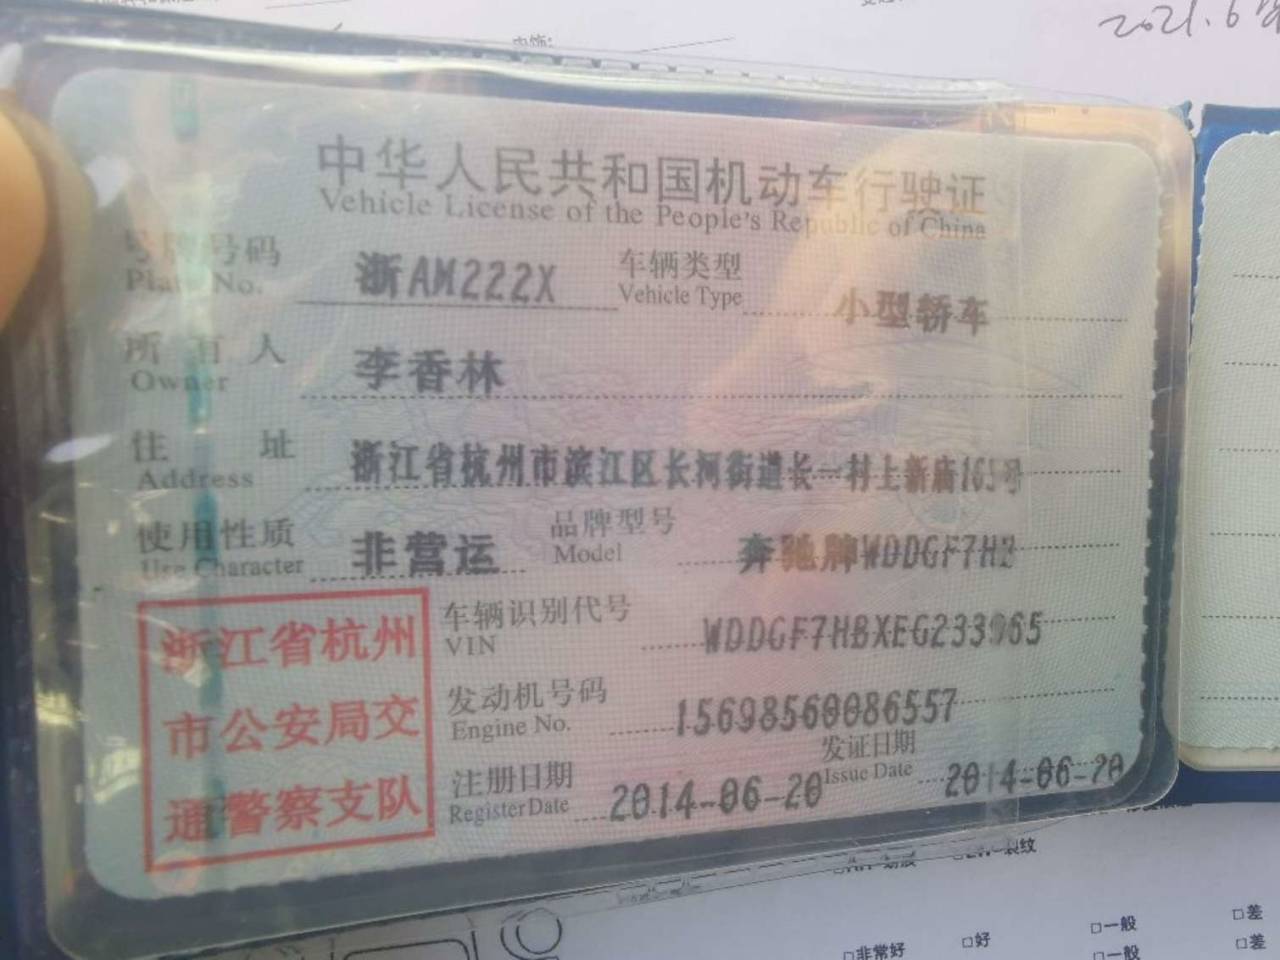 2021.6
内饰:
中华人民共和国机动车行驶证
Vehicle License of the People's Republic of China
号牌号码 浙AM222X 车辆类型 小型轿车
Plate No. Vehicle Type
所有人 李香林
Owner
住址 浙江省杭州市滨江区长河街道长一村上新庙165号
Address
使用性质 非营运 品牌型号 奔驰牌WDDGF7HB
Use Character Model
浙江省杭州
市公安局交
通警察支队
车辆识别代号 WDDGF7HBXEG233965
VIN
发动机号码 15698560086557
Engine No.
注册日期 2014-06-20 发证日期 2014-06-20
Register Date Issue Date
裂纹
□一般 □差
□非常好 □好 □一般 □差